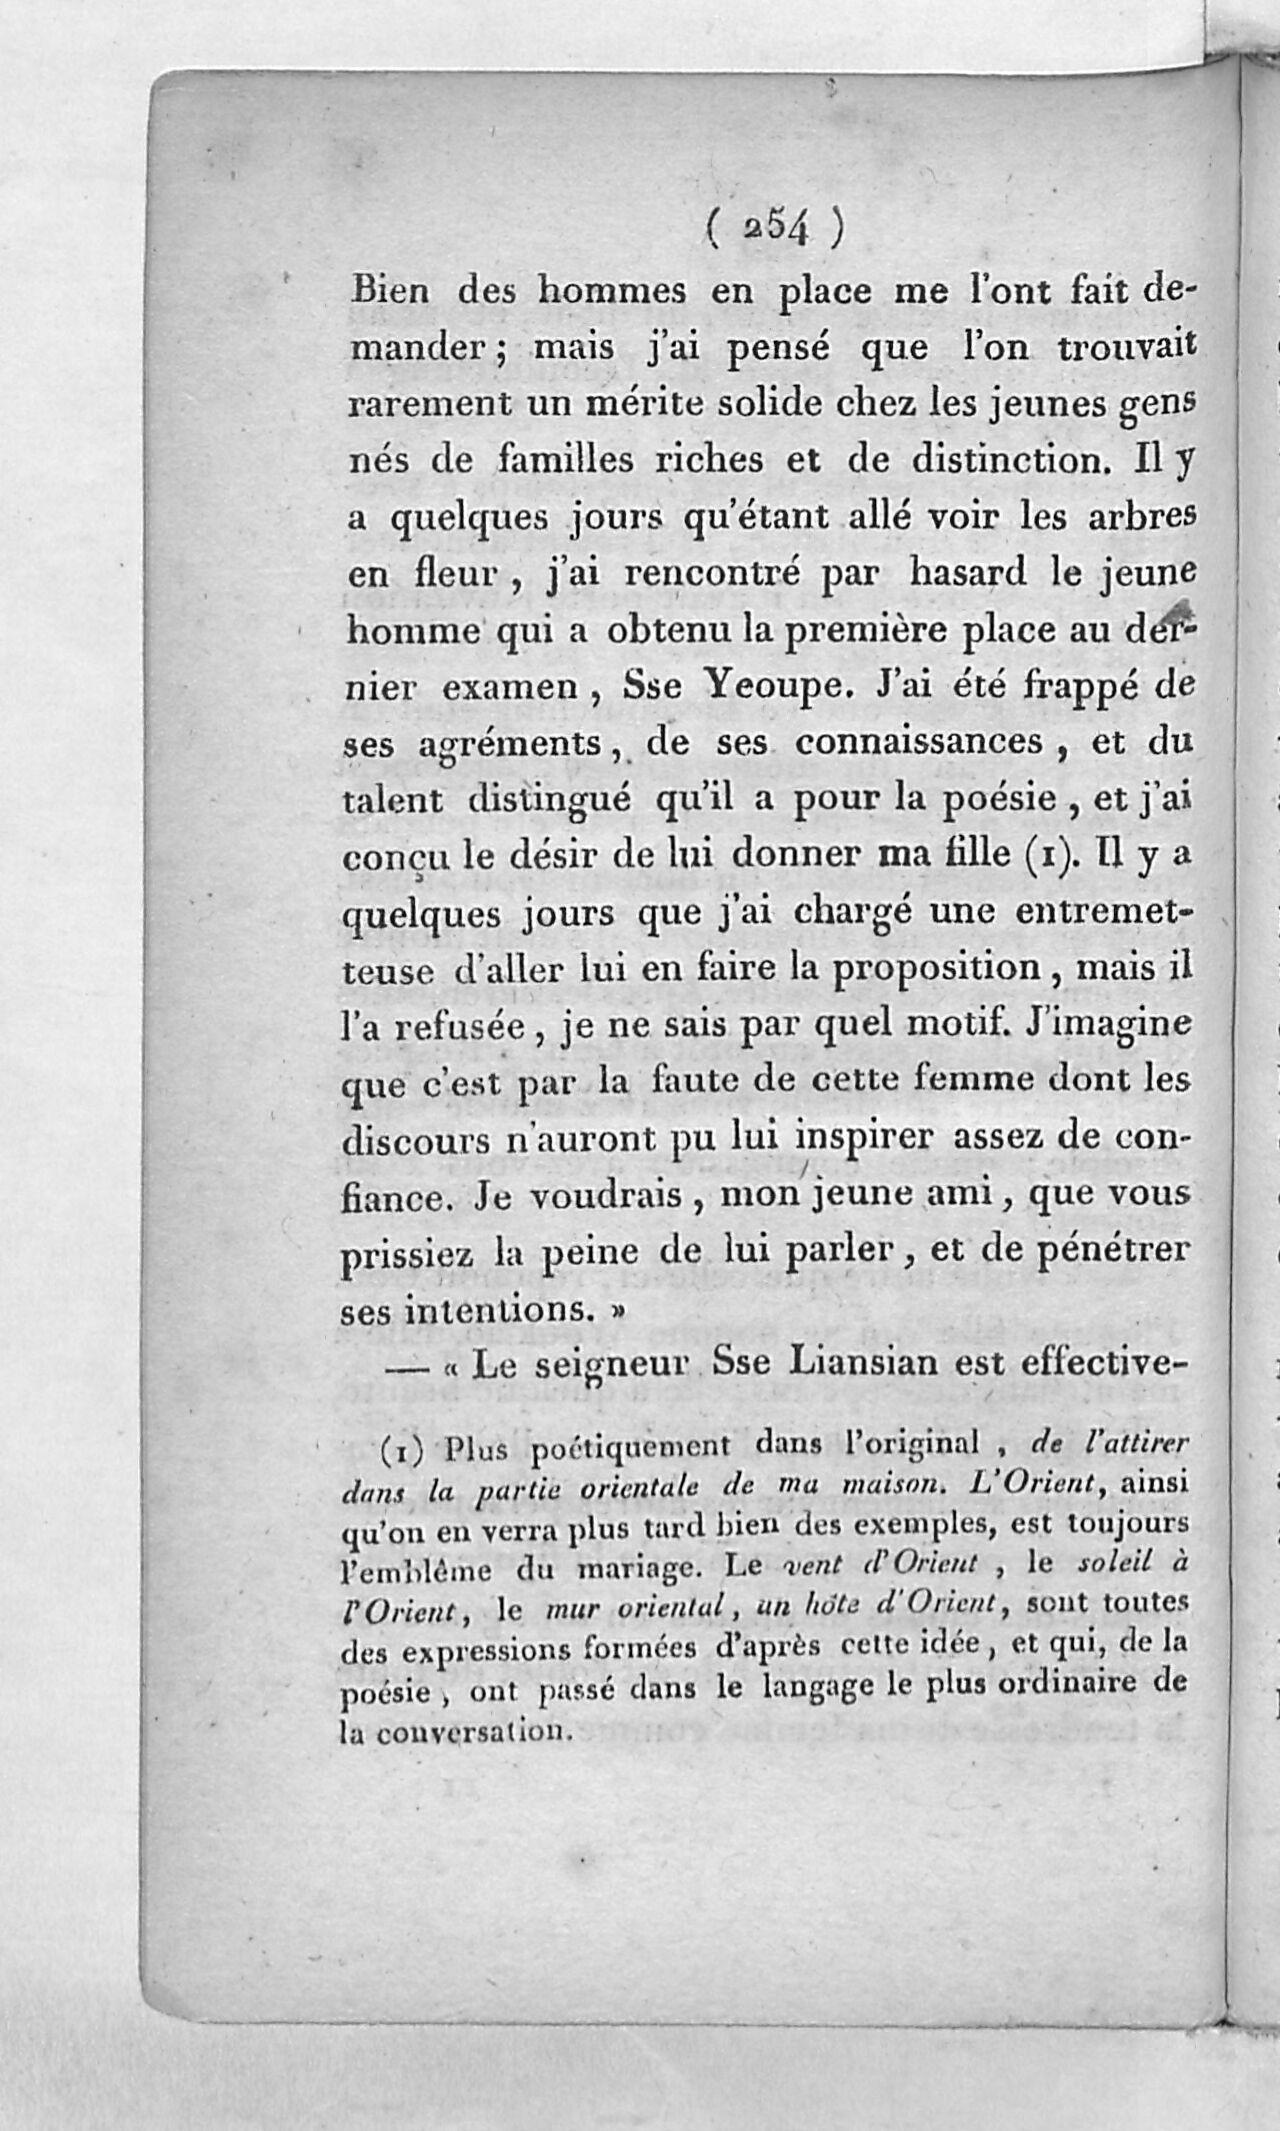 ( 254 )
Bien des hommes en place me l'ont fait de-
mander ; mais j'ai pensé que l'on trouvait
rarement un mérite solide chez les jeunes gens
nés de familles riches et de distinction. Il y
a quelques jours qu'étant allé voir les arbres
en fleur , j'ai rencontré par hasard le jeune
homme qui a obtenu la première place au der-
nier examen , Sse Yeoupe. J'ai été frappé de
ses agréments, de ses connaissances , et du
talent distingué qu'il a pour la poésie , et j'ai
conçu le désir de lui donner ma fille (1). Il y a
quelques jours que j'ai chargé une entremet-
teuse d'aller lui en faire la proposition , mais il
l'a refusée , je ne sais par quel motif. J'imagine
que c'est par la faute de cette femme dont les
discours n'auront pu lui inspirer assez de con-
fiance. Je voudrais , mon jeune ami , que vous
prissiez la peine de lui parler , et de pénétrer
ses intentions. »
— « Le seigneur Sse Liansian est effective-
(1) Plus poétiquement dans l'original , de l'attirer
dans la partie orientale de ma maison. L'Orient, ainsi
qu'on en verra plus tard bien des exemples, est toujours
l'emblême du mariage. Le vent d'Orient , le soleil à
l'Orient, le mur oriental , un hôte d'Orient, sont toutes
des expressions formées d'après cette idée , et qui, de la
poésie , ont passé dans le langage le plus ordinaire de
la conversation.